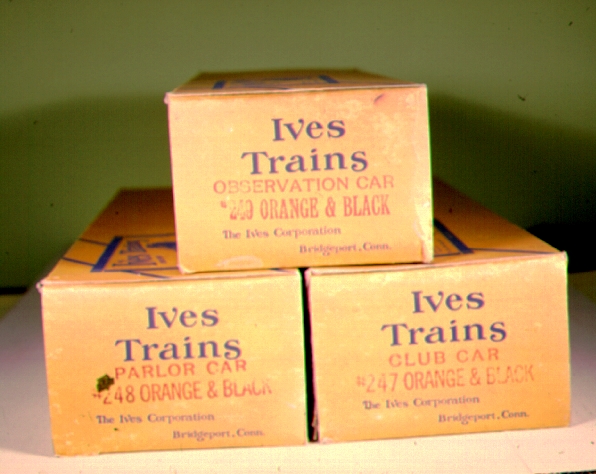 Ives
Trains
OBSERVATION CAR
#249 ORANGE & BLACK
The Ives Corporation
Bridgeport, Conn.
Ives
Trains
PARLOR CAR
#248 ORANGE & BLACK
The Ives Corporation
Bridgeport, Conn.
Ives
Trains
CLUB CAR
#247 ORANGE & BLACK
The Ives Corporation
Bridgeport, Conn.